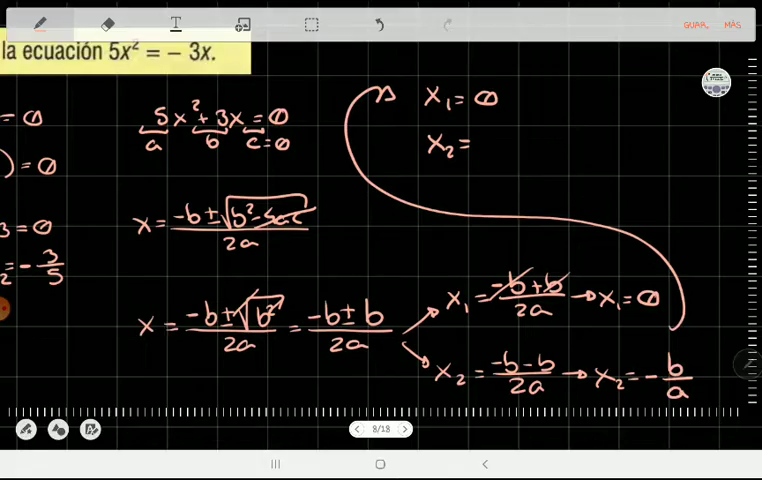 GUAR. MÁS
la ecuación 5x² = – 3x.
= 0
) = 0
3 = 0
2 = - 3/5
5x² + 3x = 0
a b c = 0
x = (-b ± √(b² - 4ac)) / 2a
x = (-b ± √b²) / 2a = (-b ± b) / 2a
x₁ = (-b + b) / 2a → x₁ = 0
x₂ = (-b - b) / 2a → x₂ = - b/a
x₁ = 0
x₂ =
8/18